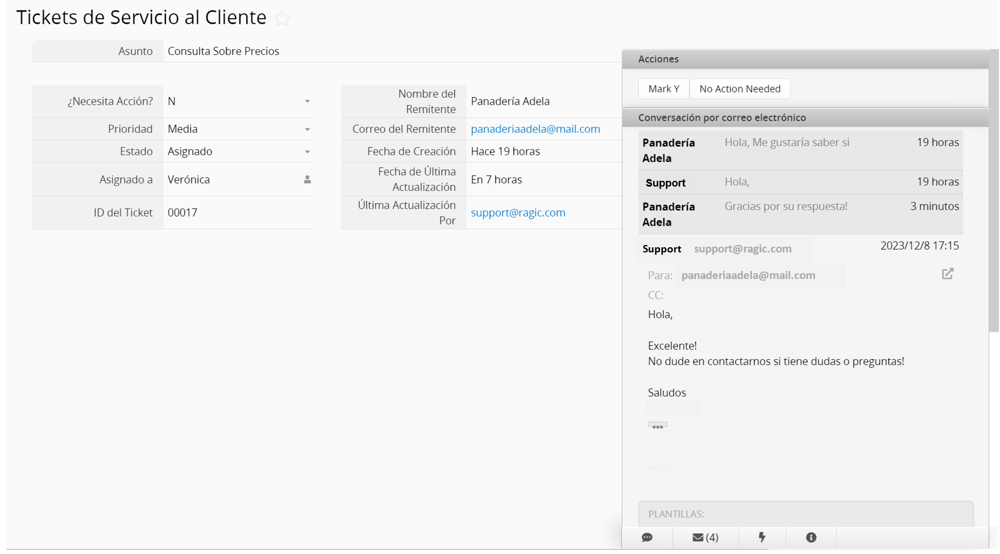 Tickets de Servicio al Cliente
Asunto Consulta Sobre Precios
¿Necesita Acción? N
Prioridad Media
Estado Asignado
Asignado a Verónica
ID del Ticket 00017
Nombre del
Remitente Panadería Adela
Correo del Remitente panaderiaadela@mail.com
Fecha de Creación Hace 19 horas
Fecha de Última
Actualización En 7 horas
Última Actualización
Por support@ragic.com
Acciones
Mark Y No Action Needed
Conversación por correo electrónico
Panadería
Adela Hola, Me gustaría saber si 19 horas
Support Hola, 19 horas
Panadería
Adela Gracias por su respuesta! 3 minutos
Support support@ragic.com 2023/12/8 17:15
Para: panaderiaadela@mail.com
CC:
Hola,
Excelente!
No dude en contactarnos si tiene dudas o preguntas!
Saludos
PLANTILLAS:
(4)